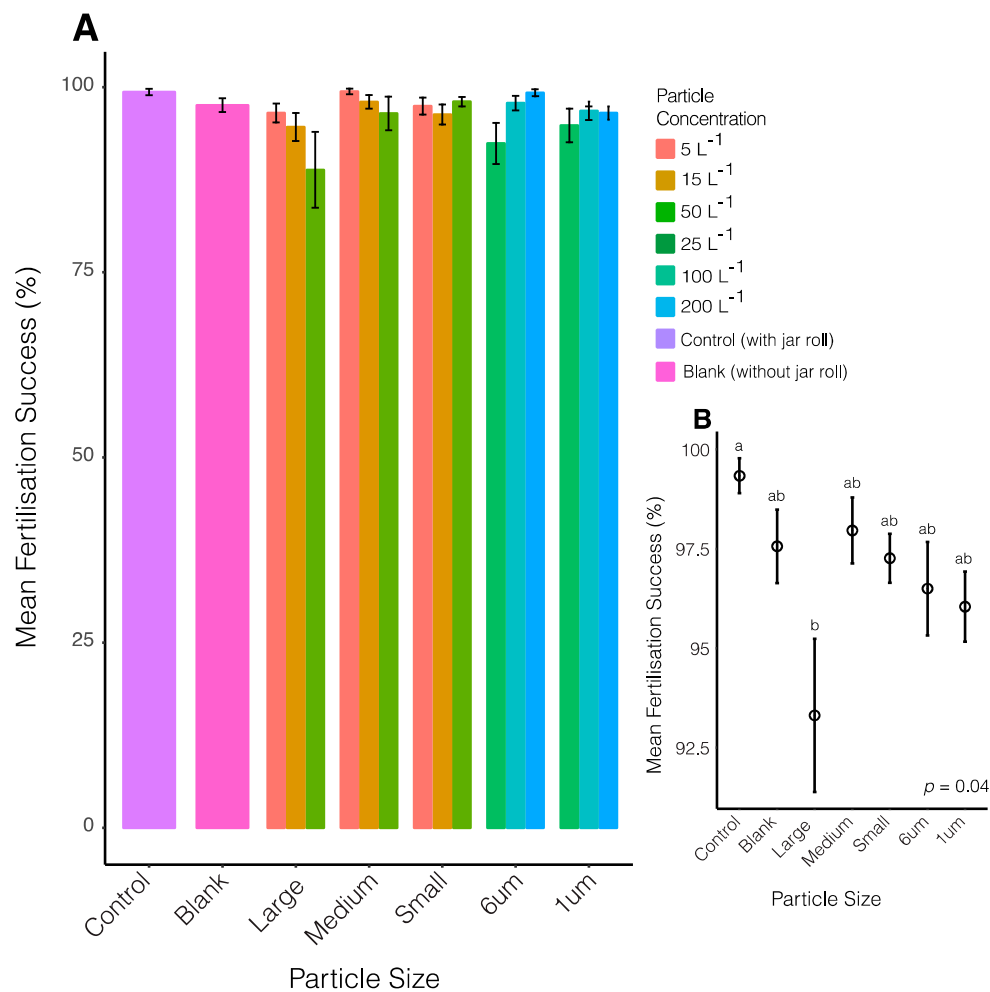 A
Mean Fertilisation Success (%)
100
75
50
25
0
Control
Blank
Large
Medium
Small
6um
1um
Particle Size
Particle
Concentration
5 L⁻¹
15 L⁻¹
50 L⁻¹
25 L⁻¹
100 L⁻¹
200 L⁻¹
Control (with jar roll)
Blank (without jar roll)
B
Mean Fertilisation Success (%)
100
97.5
95
92.5
a
ab
b
ab
ab
ab
ab
p = 0.04
Control
Blank
Large
Medium
Small
6um
1um
Particle Size